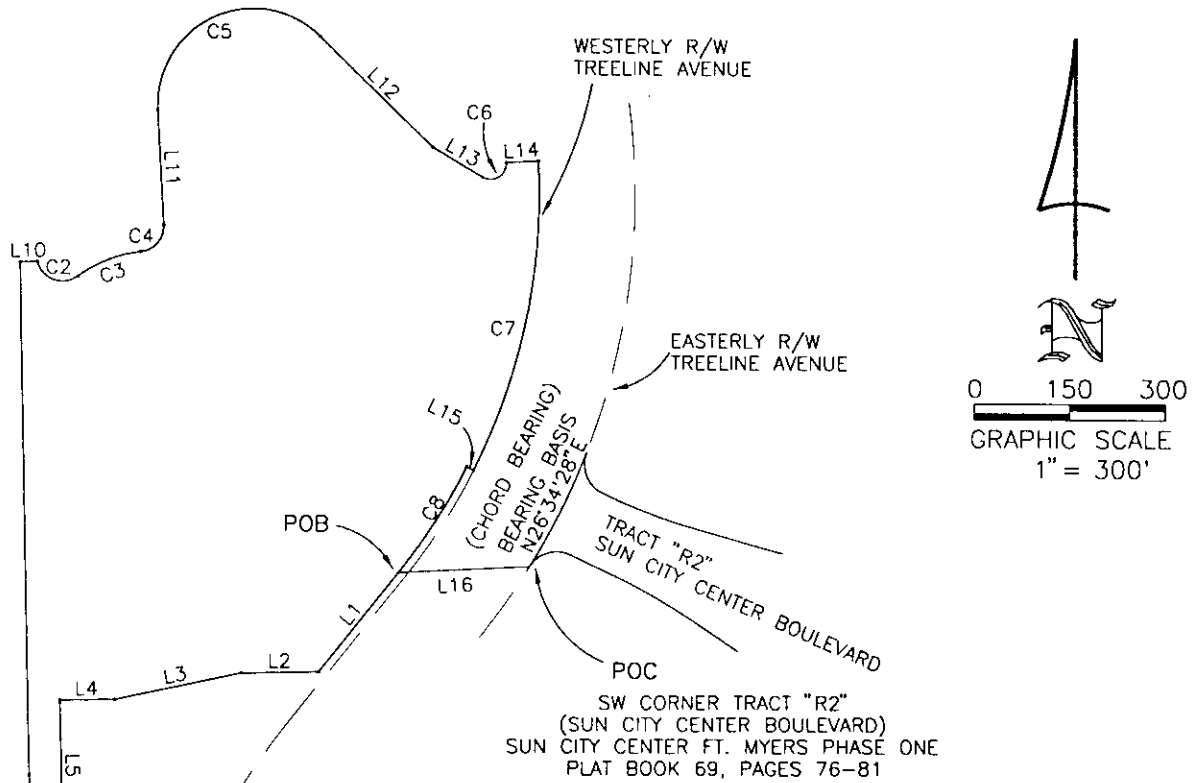 C5
WESTERLY R/W
TREELINE AVENUE
L12
C6
L14
L13
L11
C4
L10
C2
C3
C7
EASTERLY R/W
TREELINE AVENUE
N
0 150 300
GRAPHIC SCALE
1" = 300'
L15
(CHORD BEARING)
BEARING BASIS
N26°34'28"E
C8
POB
TRACT "R2"
SUN CITY CENTER BOULEVARD
L16
L1
L2
L3
L4
L5
POC
SW CORNER TRACT "R2"
(SUN CITY CENTER BOULEVARD)
SUN CITY CENTER FT. MYERS PHASE ONE
PLAT BOOK 69, PAGES 76-81